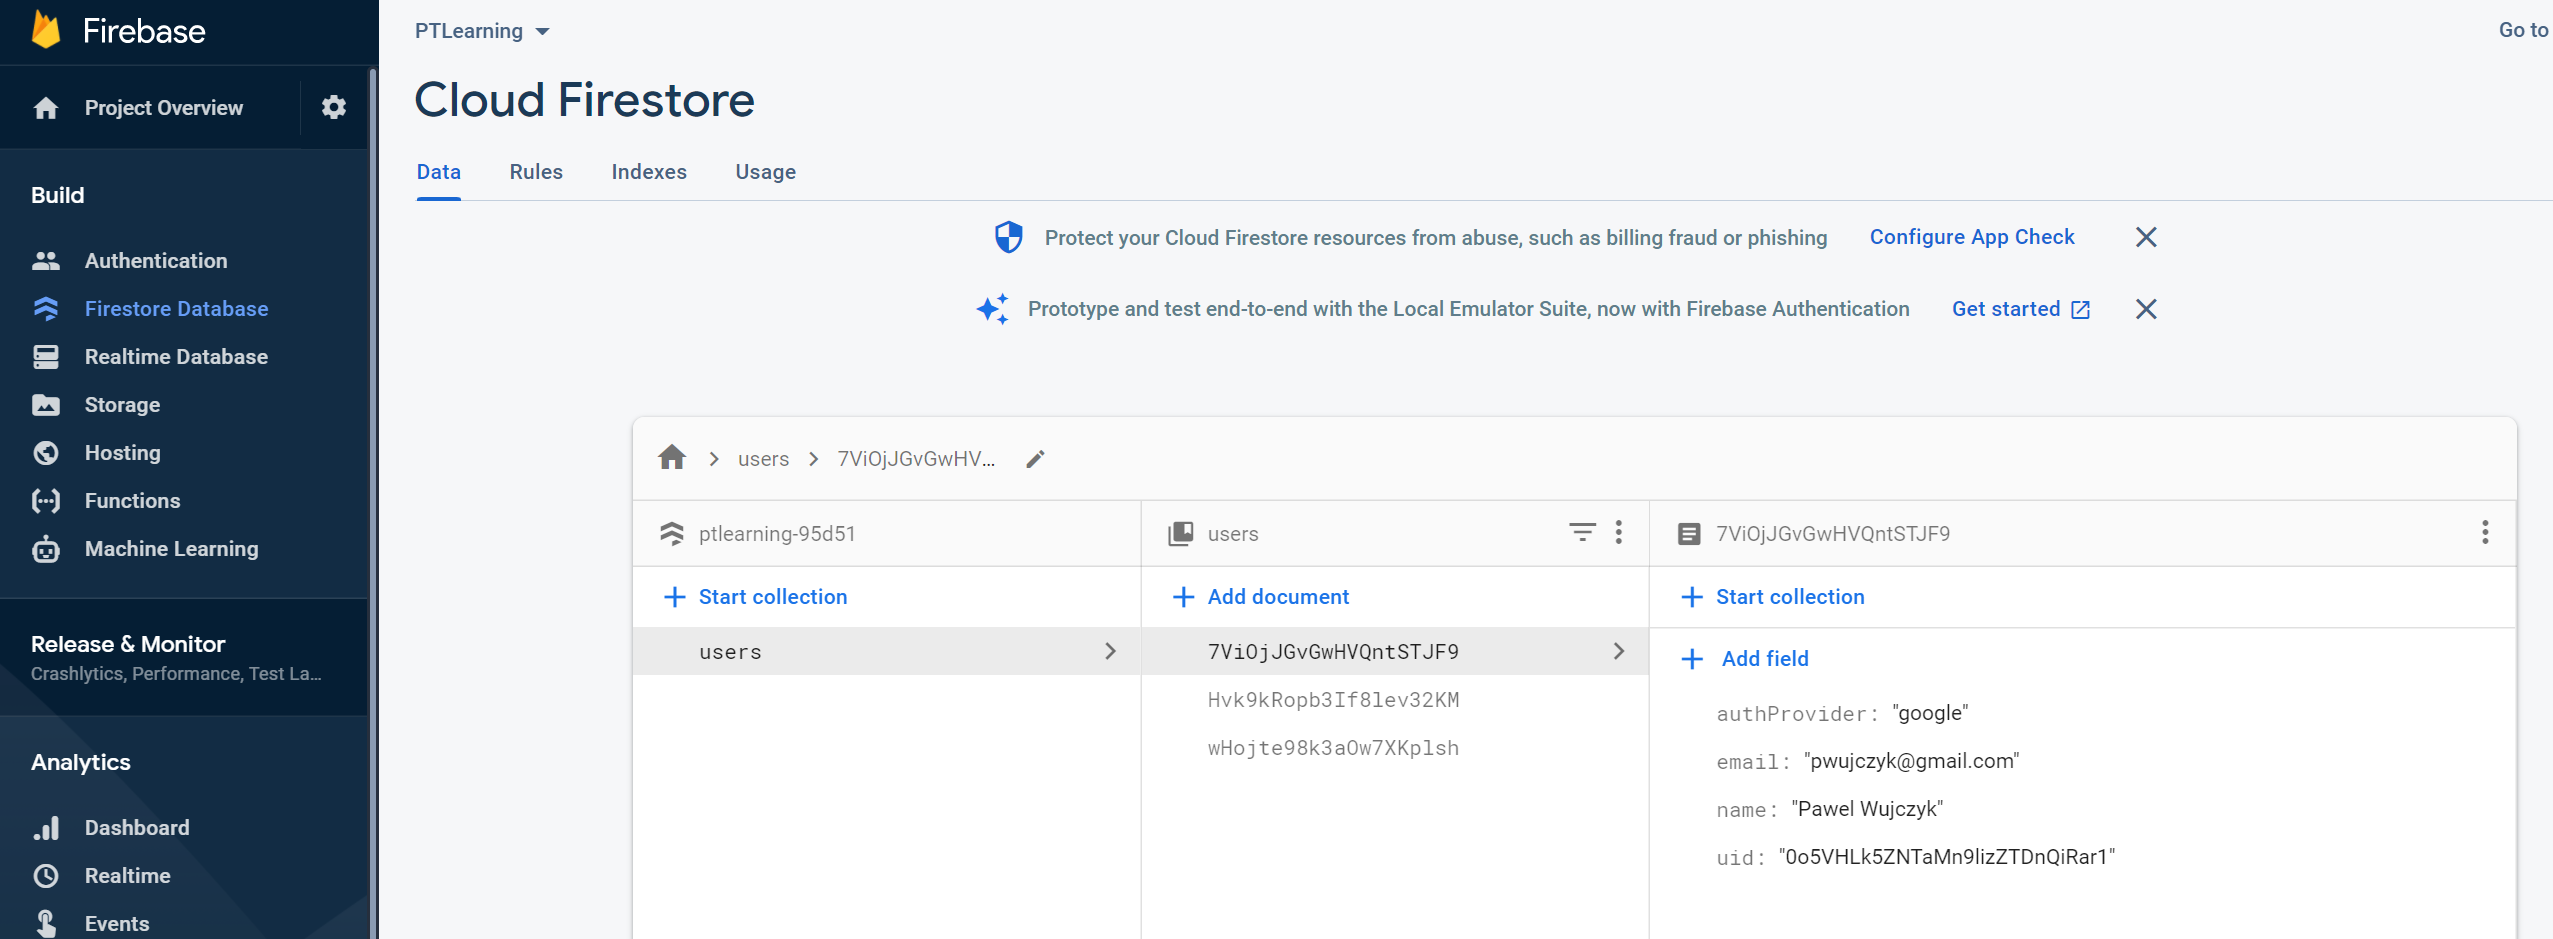 Firebase
Project Overview
Build
Authentication
Firestore Database
Realtime Database
Storage
Hosting
Functions
Machine Learning
Release & Monitor
Crashlytics, Performance, Test La...
Analytics
Dashboard
Realtime
Events
PTLearning
Go to
Cloud Firestore
Data Rules Indexes Usage
Protect your Cloud Firestore resources from abuse, such as billing fraud or phishing Configure App Check
Prototype and test end-to-end with the Local Emulator Suite, now with Firebase Authentication Get started
users 7ViOjJGvGwHV...
ptlearning-95d51
Start collection
users
users
Add document
7ViOjJGvGwHVQntSTJF9
Hvk9kRopb3If8lev32KM
wHojte98k3aOw7XKplsh
7ViOjJGvGwHVQntSTJF9
Start collection
Add field
authProvider: "google"
email: "pwujczyk@gmail.com"
name: "Pawel Wujczyk"
uid: "0o5VHLk5ZNTaMn9lizZTDnQiRar1"